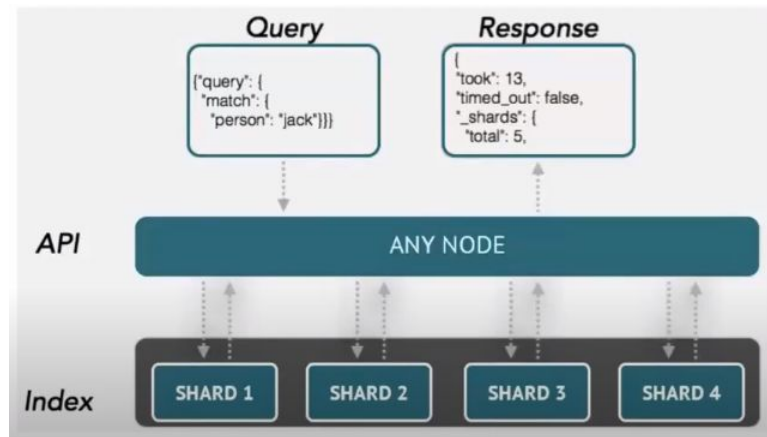 Query
Response
{"query": {
"match": {
"person": "jack"}}}
{
"took": 13,
"timed_out": false,
"_shards": {
"total": 5,
API
ANY NODE
Index
SHARD 1
SHARD 2
SHARD 3
SHARD 4